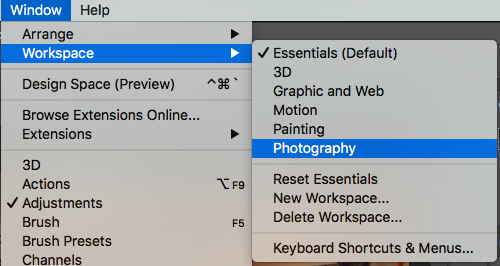 Window Help
Arrange
Workspace
Design Space (Preview) ^⌘`
Browse Extensions Online...
Extensions
3D
Actions ⌥F9
✓ Adjustments
Brush F5
Brush Presets
Channels
✓ Essentials (Default)
3D
Graphic and Web
Motion
Painting
Photography
Reset Essentials
New Workspace...
Delete Workspace...
Keyboard Shortcuts & Menus...